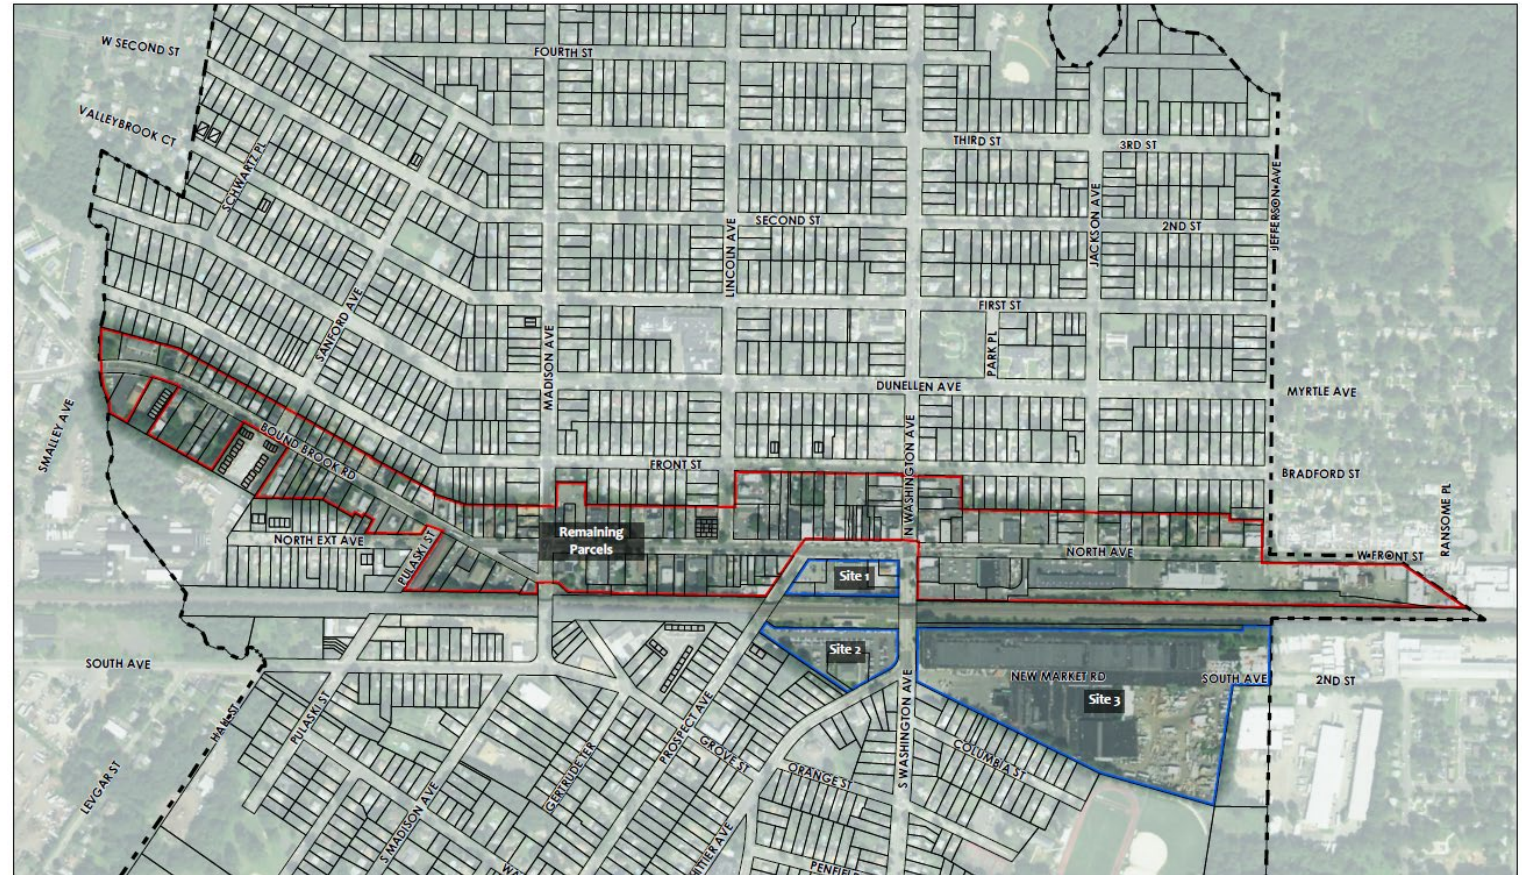 W SECOND ST
FOURTH ST
VALLEYBROOK CT
THIRD ST
3RD ST
SCHWARTZ PL
JEFFERSON AVE
JACKSON AVE
SECOND ST
2ND ST
LINCOLN AVE
FIRST ST
SANFORD AVE
PARK PL
MADISON AVE
DUNELLEN AVE
MYRTLE AVE
SMALLEY AVE
BOUND BROOK RD
N WASHINGTON AVE
FRONT ST
BRADFORD ST
RANSOME PL
Remaining
Parcels
NORTH EXT AVE
PULASKI ST
NORTH AVE
W FRONT ST
Site 1
Site 2
SOUTH AVE
NEW MARKET RD
SOUTH AVE
2ND ST
Site 3
HALL ST
PULASKI ST
PROSPECT AVE
S WASHINGTON AVE
GROVE ST
COLUMBIA ST
GERTRUDE TER
ORANGE ST
LEVGAR ST
S MADISON AVE